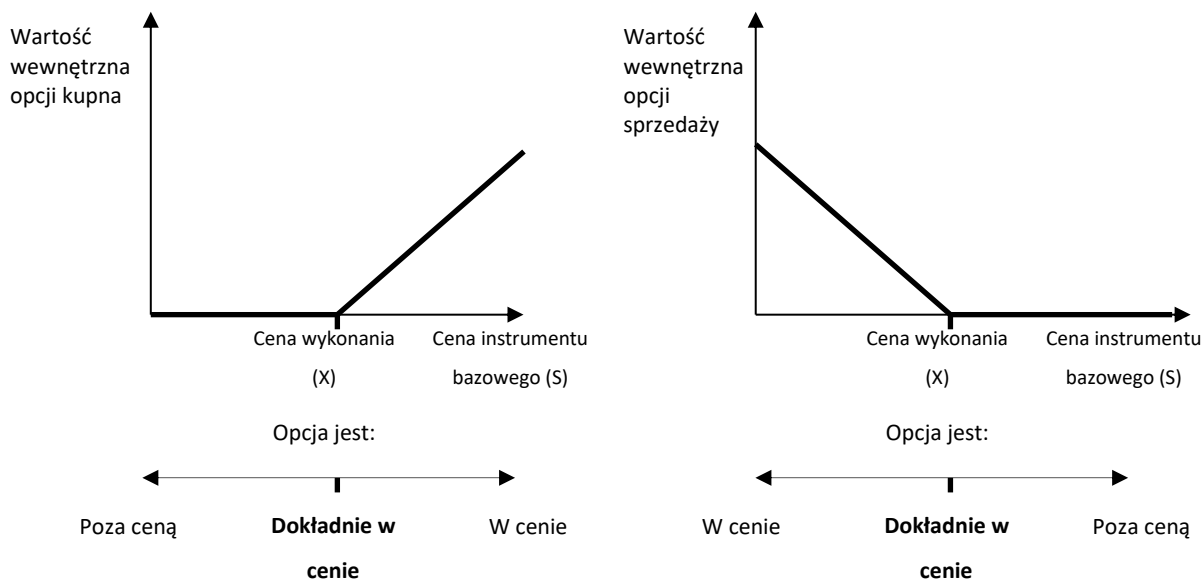 Wartość
wewnętrzna
opcji kupna
Cena wykonania
(X)
Cena instrumentu
bazowego (S)
Opcja jest:
Poza ceną
Dokładnie w
cenie
W cenie
Wartość
wewnętrzna
opcji
sprzedaży
Cena wykonania
(X)
Cena instrumentu
bazowego (S)
Opcja jest:
W cenie
Dokładnie w
cenie
Poza ceną